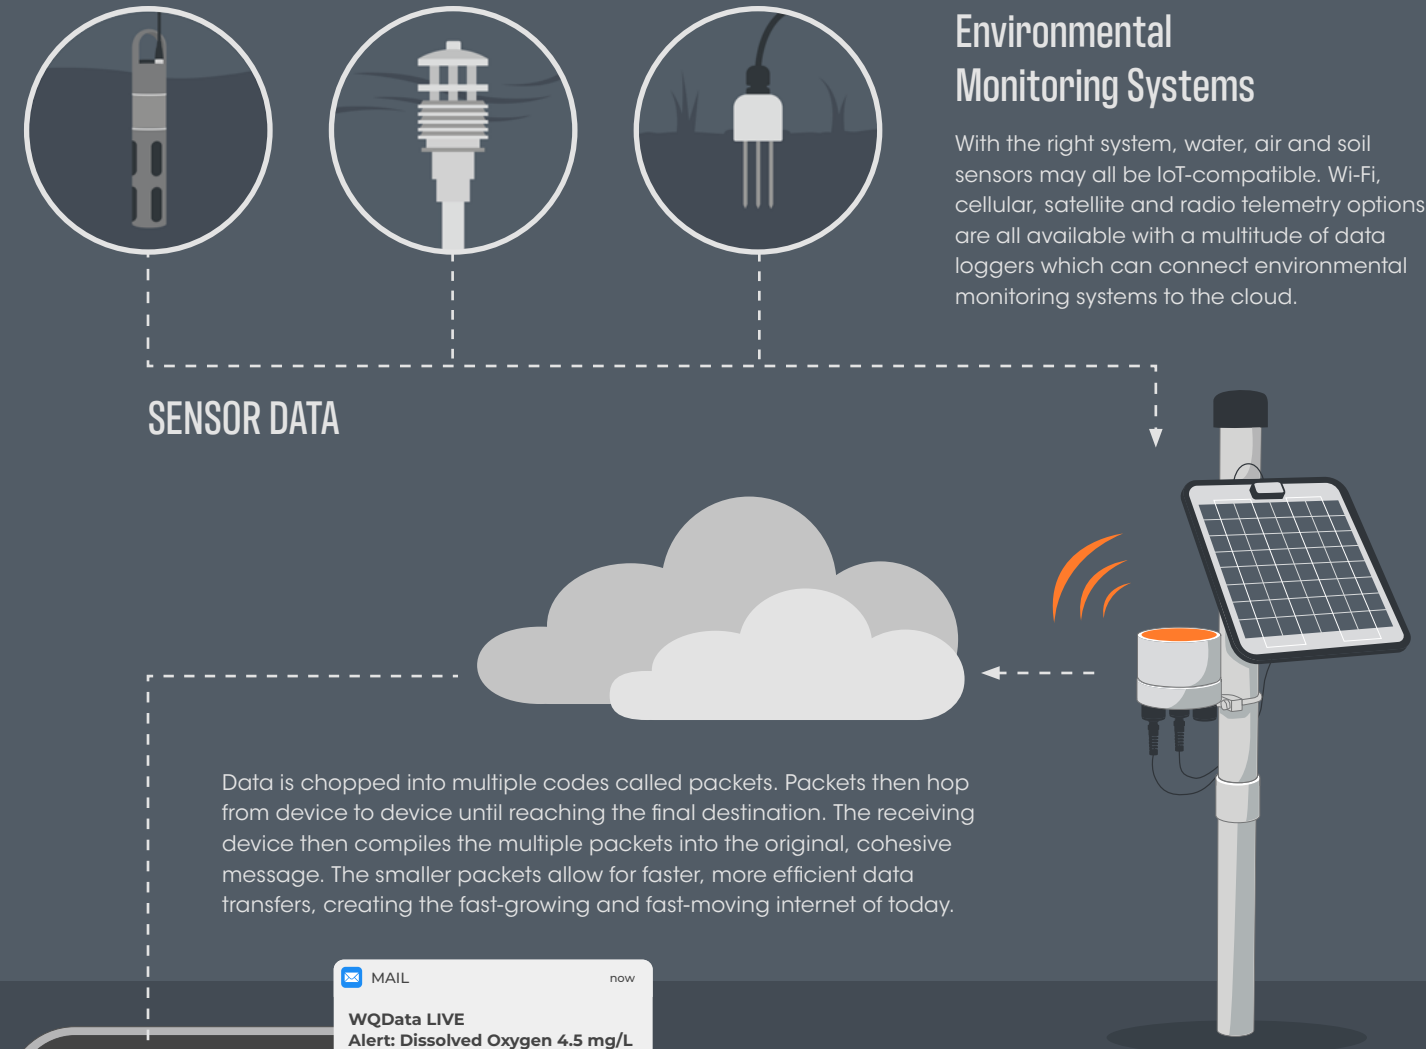 Environmental
Monitoring Systems
With the right system, water, air and soil
sensors may all be IoT-compatible. Wi-Fi,
cellular, satellite and radio telemetry options
are all available with a multitude of data
loggers which can connect environmental
monitoring systems to the cloud.
SENSOR DATA
Data is chopped into multiple codes called packets. Packets then hop
from device to device until reaching the final destination. The receiving
device then compiles the multiple packets into the original, cohesive
message. The smaller packets allow for faster, more efficient data
transfers, creating the fast-growing and fast-moving internet of today.
MAIL now
WQData LIVE
Alert: Dissolved Oxygen 4.5 mg/L